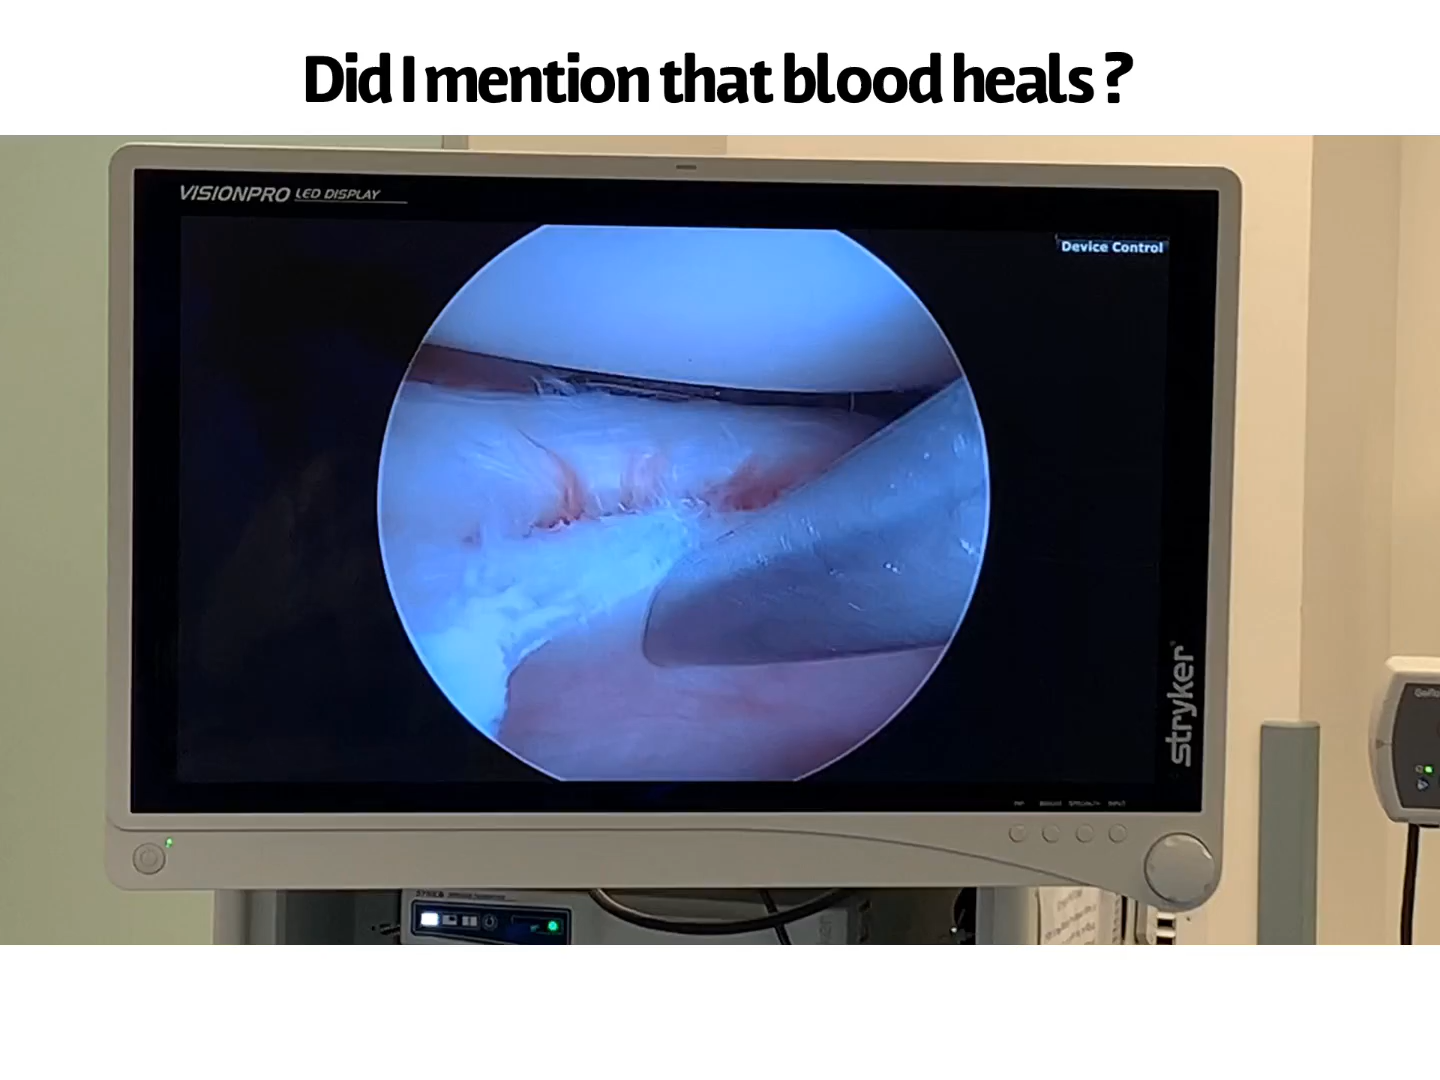 Did I mention that blood heals ?
VISIONPRO LED DISPLAY
Device Control
stryker